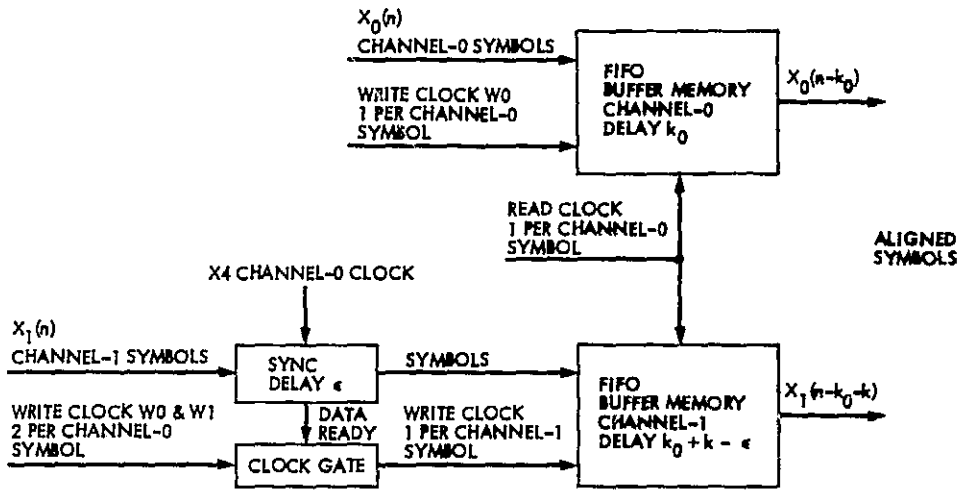 X0(n)
CHANNEL-0 SYMBOLS
WRITE CLOCK W0
1 PER CHANNEL-0
SYMBOL
FIFO
BUFFER MEMORY
CHANNEL-0
DELAY k0
X0(n-k0)
READ CLOCK
1 PER CHANNEL-0
SYMBOL
ALIGNED
SYMBOLS
X4 CHANNEL-0 CLOCK
X1(n)
CHANNEL-1 SYMBOLS
SYNC
DELAY ϵ
SYMBOLS
WRITE CLOCK W0 & W1
2 PER CHANNEL-0
SYMBOL
DATA
READY
CLOCK GATE
WRITE CLOCK
1 PER CHANNEL-1
SYMBOL
FIFO
BUFFER MEMORY
CHANNEL-1
DELAY k0 + k - ϵ
X1(n-k0-k)